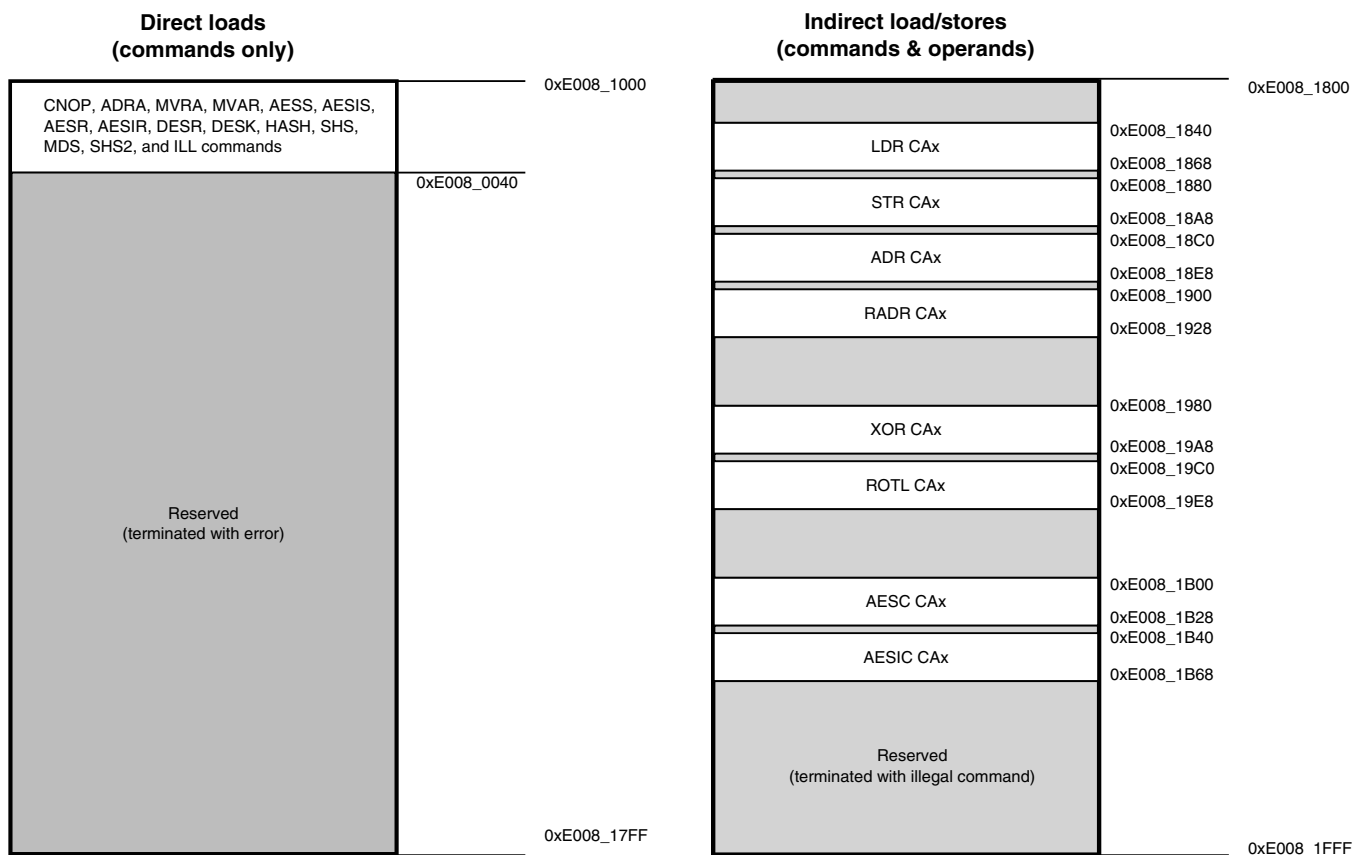 Direct loads
(commands only)
0xE008_1000
CNOP, ADRA, MVRA, MVAR, AESS, AESIS,
AESR, AESIR, DESR, DESK, HASH, SHS,
MDS, SHS2, and ILL commands
0xE008_0040
Reserved
(terminated with error)
0xE008_17FF
Indirect load/stores
(commands & operands)
0xE008_1800
0xE008_1840
LDR CAx
0xE008_1868
0xE008_1880
STR CAx
0xE008_18A8
0xE008_18C0
ADR CAx
0xE008_18E8
0xE008_1900
RADR CAx
0xE008_1928
0xE008_1980
XOR CAx
0xE008_19A8
0xE008_19C0
ROTL CAx
0xE008_19E8
0xE008_1B00
AESC CAx
0xE008_1B28
0xE008_1B40
AESIC CAx
0xE008_1B68
Reserved
(terminated with illegal command)
0xE008_1FFF